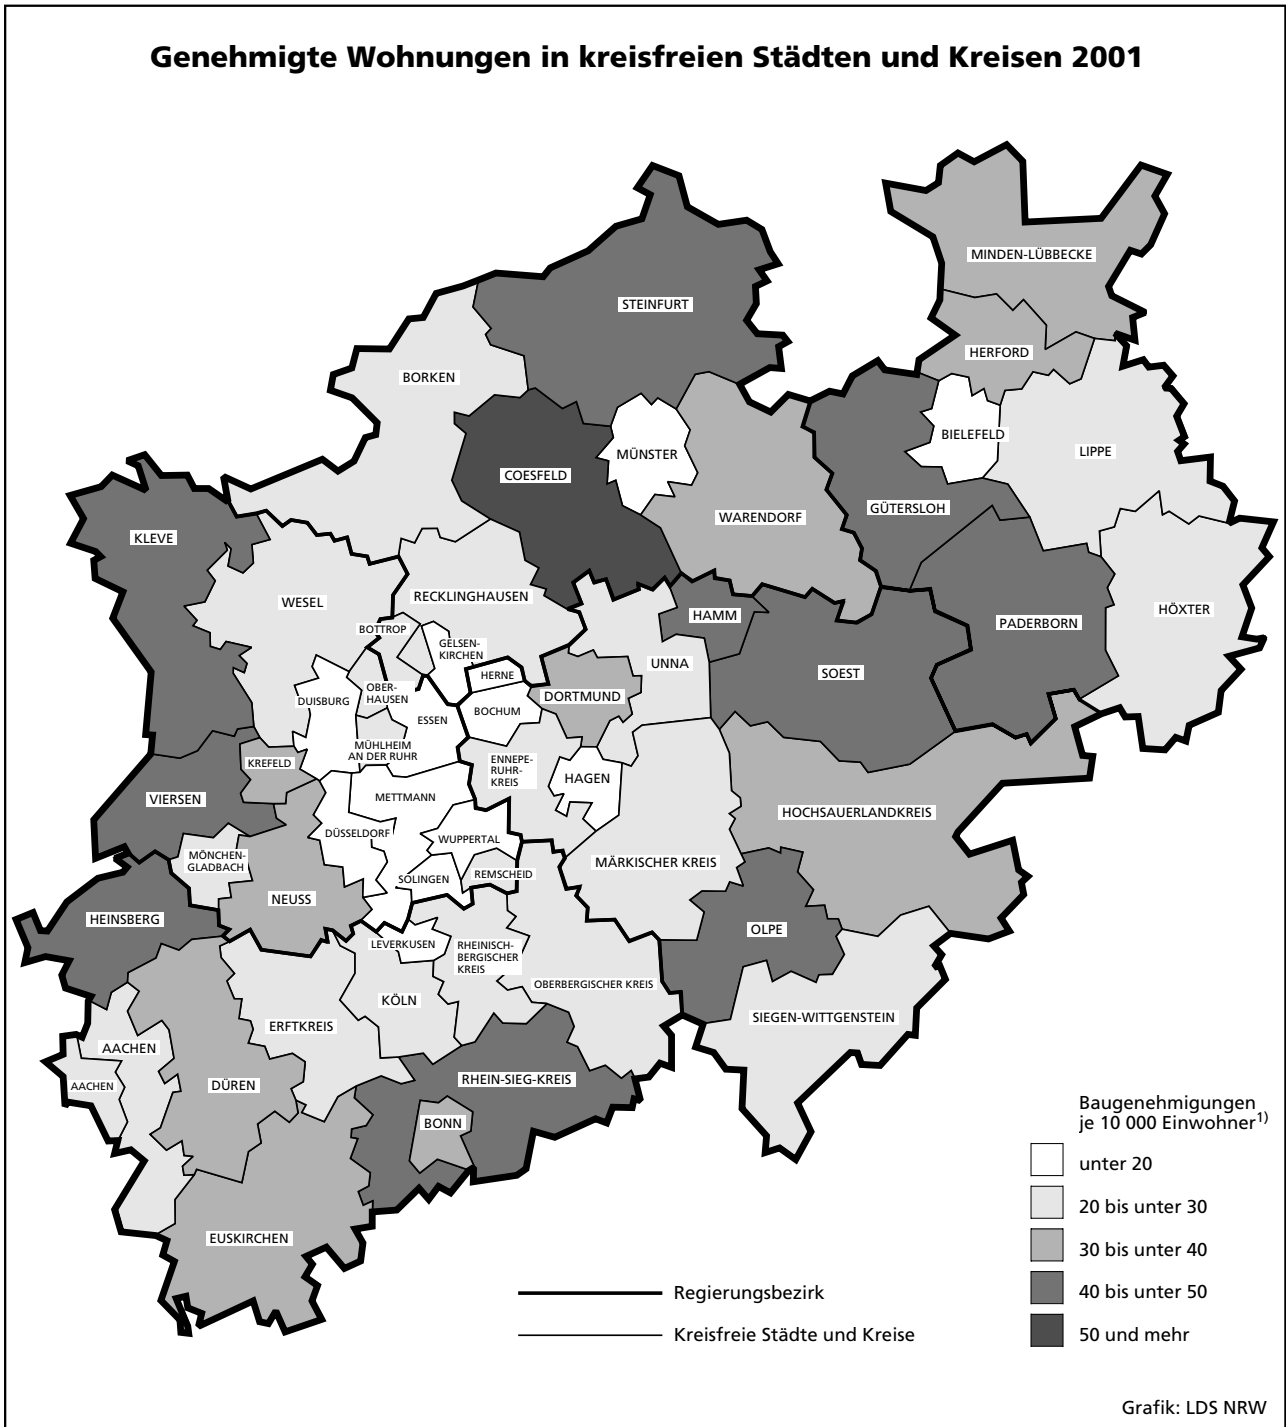 Genehmigte Wohnungen in kreisfreien Städten und Kreisen 2001
MINDEN-LÜBBECKE
STEINFURT
HERFORD
BORKEN
BIELEFELD
LIPPE
MÜNSTER
COESFELD
GÜTERSLOH
WARENDORF
KLEVE
RECKLINGHAUSEN
WESEL
HÖXTER
HAMM
PADERBORN
BOTTROP
GELSEN-
KIRCHEN
UNNA
SOEST
HERNE
OBER-
HAUSEN
DORTMUND
DUISBURG
BOCHUM
ESSEN
MÜHLHEIM
AN DER RUHR
KREFELD
ENNEPE-
RUHR-
KREIS
HAGEN
METTMANN
VIERSEN
HOCHSAUERLANDKREIS
DÜSSELDORF
WUPPERTAL
MÖNCHEN-
GLADBACH
MÄRKISCHER KREIS
REMSCHEID
SOLINGEN
NEUSS
HEINSBERG
OLPE
LEVERKUSEN
RHEINISCH-
BERGISCHER
KREIS
OBERBERGISCHER KREIS
KÖLN
SIEGEN-WITTGENSTEIN
ERFTKREIS
AACHEN
RHEIN-SIEG-KREIS
AACHEN
DÜREN
BONN
EUSKIRCHEN
Baugenehmigungen
je 10 000 Einwohner1)
unter 20
20 bis unter 30
30 bis unter 40
40 bis unter 50
50 und mehr
Regierungsbezirk
Kreisfreie Städte und Kreise
Grafik: LDS NRW